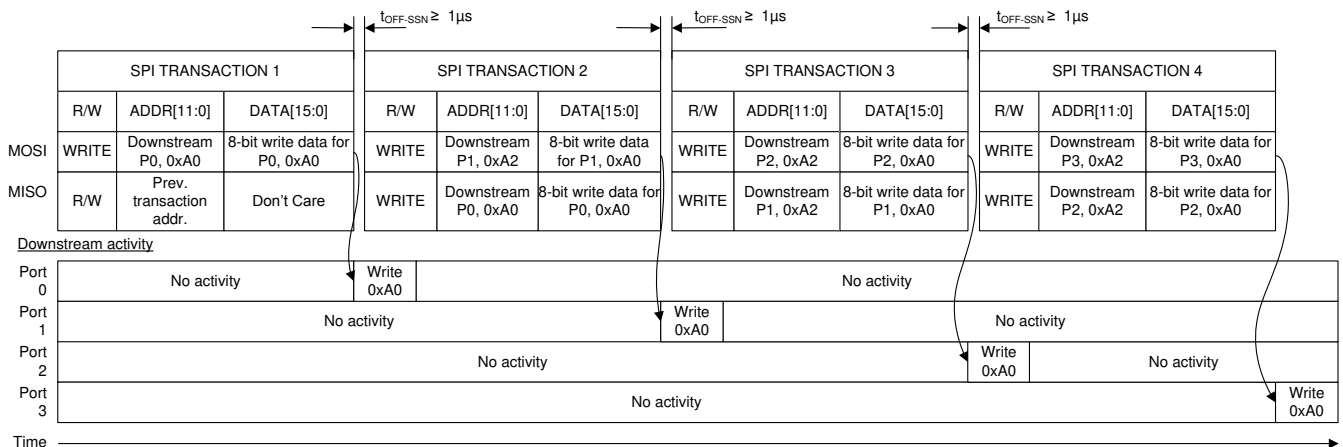 tOFF-SSN ≥ 1µs tOFF-SSN ≥ 1µs tOFF-SSN ≥ 1µs
SPI TRANSACTION 1 SPI TRANSACTION 2 SPI TRANSACTION 3 SPI TRANSACTION 4
R/W ADDR[11:0] DATA[15:0] R/W ADDR[11:0] DATA[15:0] R/W ADDR[11:0] DATA[15:0] R/W ADDR[11:0] DATA[15:0]
MOSI WRITE Downstream P0, 0xA0 8-bit write data for P0, 0xA0 WRITE Downstream P1, 0xA2 8-bit write data for P1, 0xA0 WRITE Downstream P2, 0xA2 8-bit write data for P2, 0xA0 WRITE Downstream P3, 0xA2 8-bit write data for P3, 0xA0
MISO R/W Prev. transaction addr. Don't Care WRITE Downstream P0, 0xA0 8-bit write data for P0, 0xA0 WRITE Downstream P1, 0xA2 8-bit write data for P1, 0xA0 WRITE Downstream P2, 0xA2 8-bit write data for P2, 0xA0
Downstream activity
Port 0 No activity Write 0xA0 No activity
Port 1 No activity Write 0xA0 No activity
Port 2 No activity Write 0xA0 No activity
Port 3 No activity Write 0xA0
Time